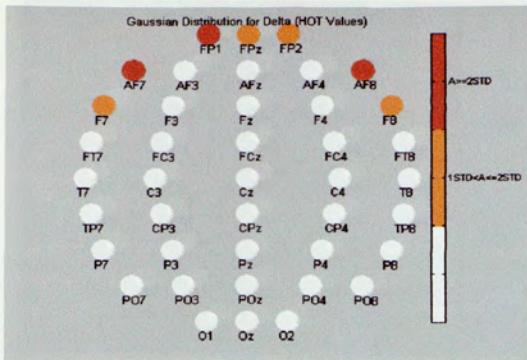 Gaussian Distribution for Delta (HOT Values)
FP1 FPz FP2
AF7 AF3 AFz AF4 AF8
A>=2STD
F7 F3 Fz F4 F8
FT7 FC3 FCz FC4 FT8
T7 C3 Cz C4 T8
1STD<A<=2STD
TP7 CP3 CPz CP4 TP8
P7 P3 Pz P4 P8
PO7 PO3 POz PO4 PO8
O1 Oz O2